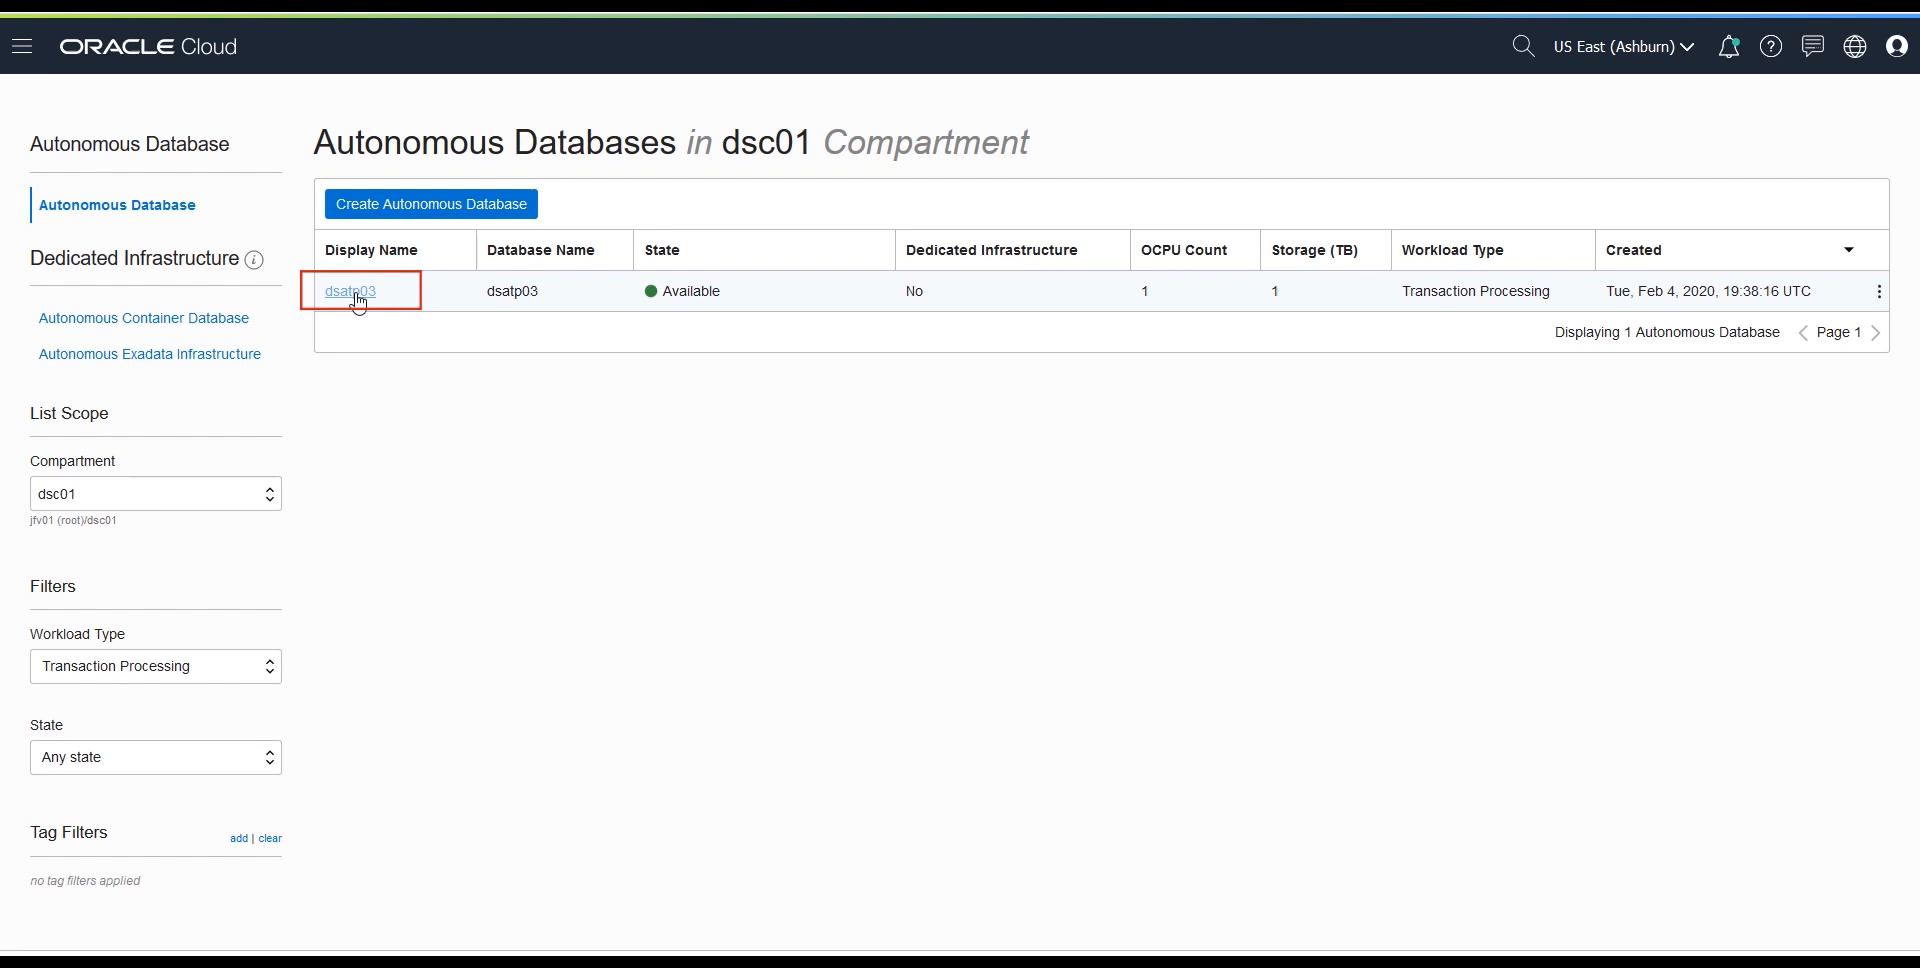 ORACLE Cloud
US East (Ashburn)
Autonomous Database
Autonomous Database
Dedicated Infrastructure i
Autonomous Container Database
Autonomous Exadata Infrastructure
List Scope
Compartment
dsc01
jfv01 (root)/dsc01
Filters
Workload Type
Transaction Processing
State
Any state
Tag Filters add | clear
no tag filters applied
Autonomous Databases in dsc01 Compartment
Create Autonomous Database
Display Name Database Name State Dedicated Infrastructure OCPU Count Storage (TB) Workload Type Created
dsatp03 dsatp03 Available No 1 1 Transaction Processing Tue, Feb 4, 2020, 19:38:16 UTC
Displaying 1 Autonomous Database < Page 1 >